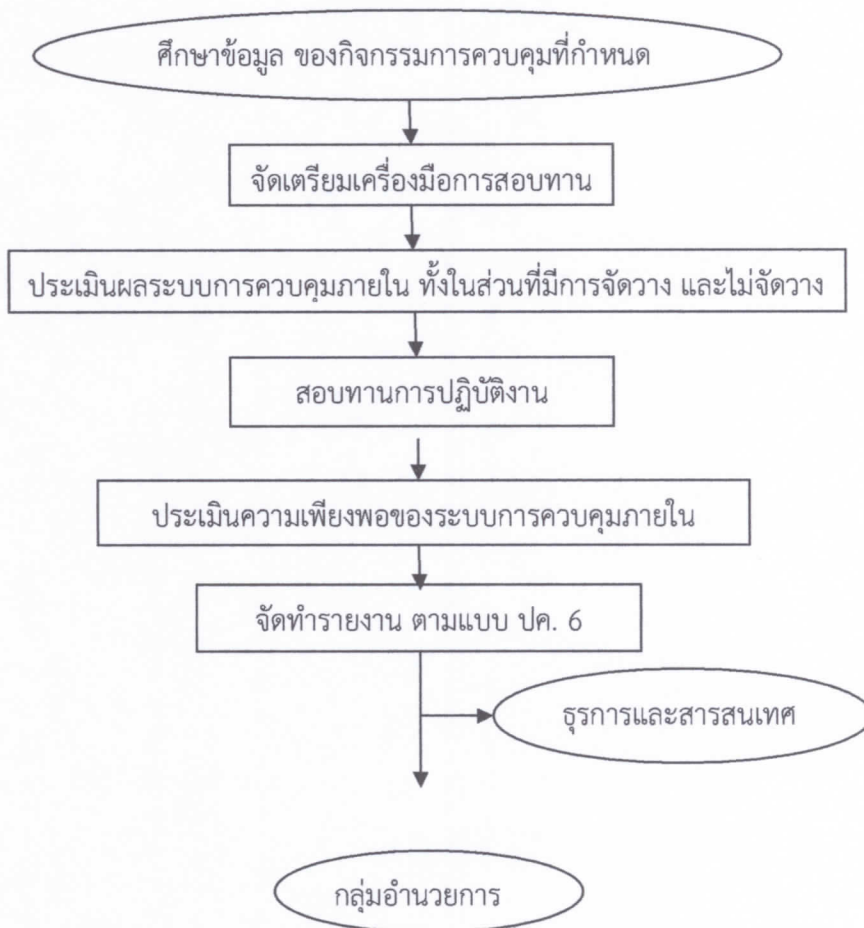 ศึกษาข้อมูล ของกิจกรรมการควบคุมที่กำหนด
จัดเตรียมเครื่องมือการสอบทาน
ประเมินผลระบบการควบคุมภายใน ทั้งในส่วนที่มีการจัดวาง และไม่จัดวาง
สอบทานการปฏิบัติงาน
ประเมินความเพียงพอของระบบการควบคุมภายใน
จัดทำรายงาน ตามแบบ ปค. 6
ธุรการและสารสนเทศ
กลุ่มอำนวยการ